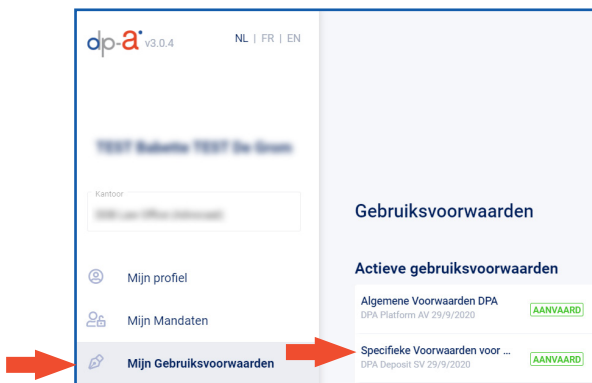 dp-a v3.0.4
NL | FR | EN
Kantoor
Mijn profiel
Mijn Mandaten
Mijn Gebruiksvoorwaarden
Gebruiksvoorwaarden
Actieve gebruiksvoorwaarden
Algemene Voorwaarden DPA
DPA Platform AV 29/9/2020
AANVAARD
Specifieke Voorwaarden voor ...
DPA Deposit SV 29/9/2020
AANVAARD